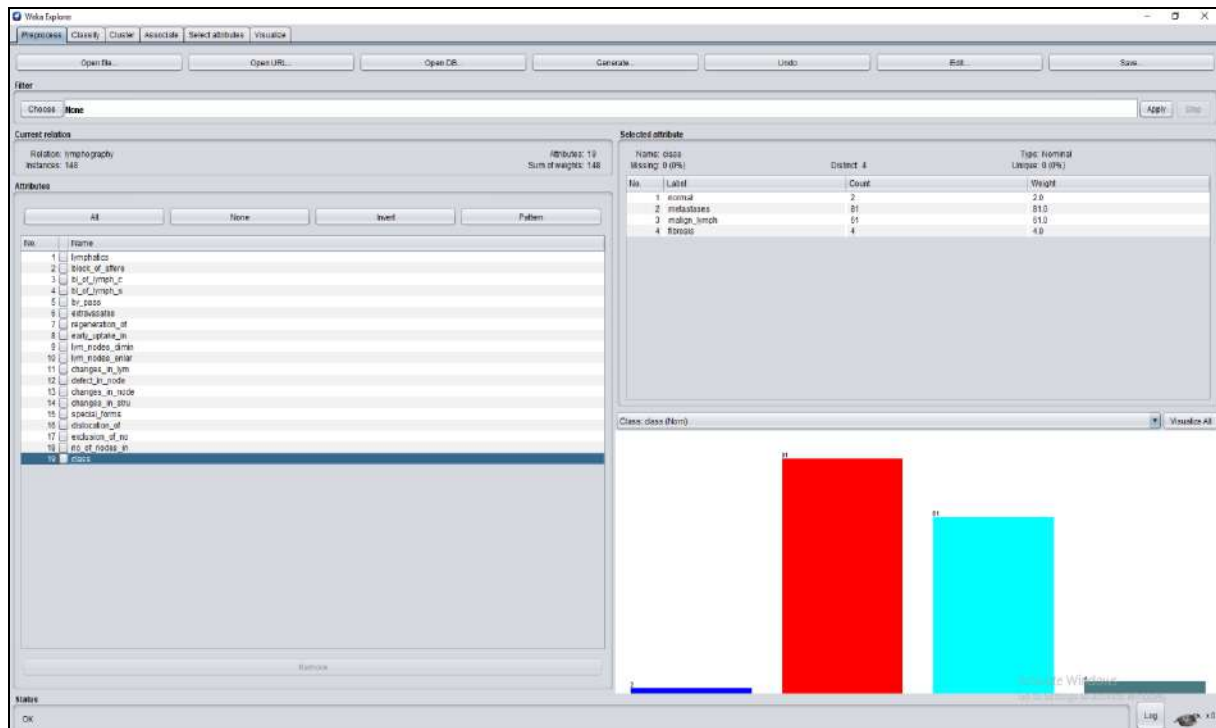 Weka Explorer
Preprocess Classify Cluster Associate Select attributes Visualize
Open file... Open URL... Open DB... Generate... Undo Edit... Save...
Filter
Choose None Apply Stop
Current relation
Relation: lymphography Attributes: 19
Instances: 148 Sum of weights: 148
Attributes
All None Invert Pattern
No. Name
1 lymphatics
2 block_of_affere
3 bl_of_lymph_c
4 bl_of_lymph_s
5 by_pass
6 extravasates
7 regeneration_of
8 early_uptake_in
9 lym_nodes_dimin
10 lym_nodes_enlar
11 changes_in_lym
12 defect_in_node
13 changes_in_node
14 changes_in_stru
15 special_forms
16 dislocation_of
17 exclusion_of_no
18 no_of_nodes_in
19 class
Remove
Status
OK
Selected attribute
Name: class Type: Nominal
Missing: 0 (0%) Distinct: 4 Unique: 0 (0%)
No. Label Count Weight
1 normal 2 2.0
2 metastases 81 81.0
3 malign_lymph 61 61.0
4 fibrosis 4 4.0
Class: class (Nom) Visualize All
2
81
61
Activate Windows
Log x 0